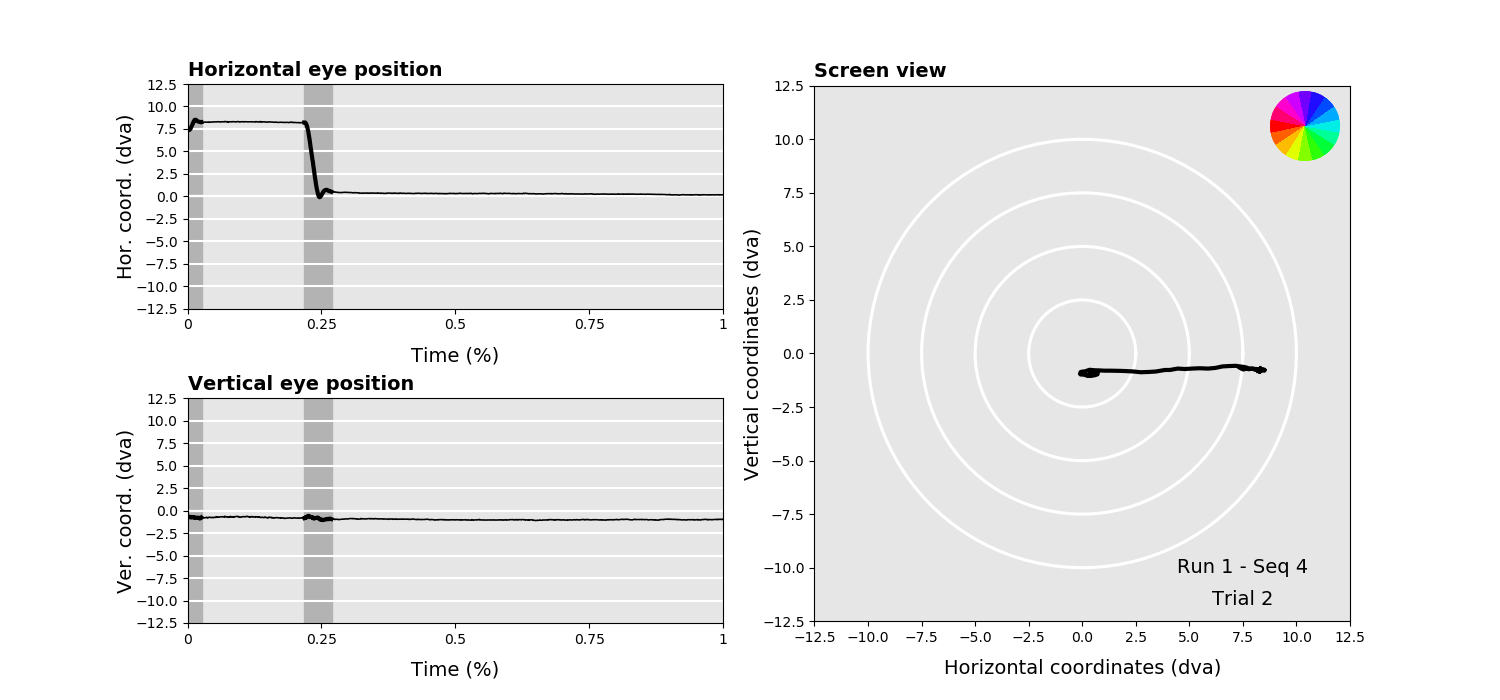 Horizontal eye position
Hor. coord. (dva)
12.5
10.0
7.5
5.0
2.5
0.0
−2.5
−5.0
−7.5
−10.0
−12.5
0 0.25 0.5 0.75 1
Time (%)
Vertical eye position
Ver. coord. (dva)
12.5
10.0
7.5
5.0
2.5
0.0
−2.5
−5.0
−7.5
−10.0
−12.5
0 0.25 0.5 0.75 1
Time (%)
Screen view
Vertical coordinates (dva)
12.5
10.0
7.5
5.0
2.5
0.0
−2.5
−5.0
−7.5
−10.0
−12.5
Run 1 - Seq 4
Trial 2
−12.5 −10.0 −7.5 −5.0 −2.5 0.0 2.5 5.0 7.5 10.0 12.5
Horizontal coordinates (dva)